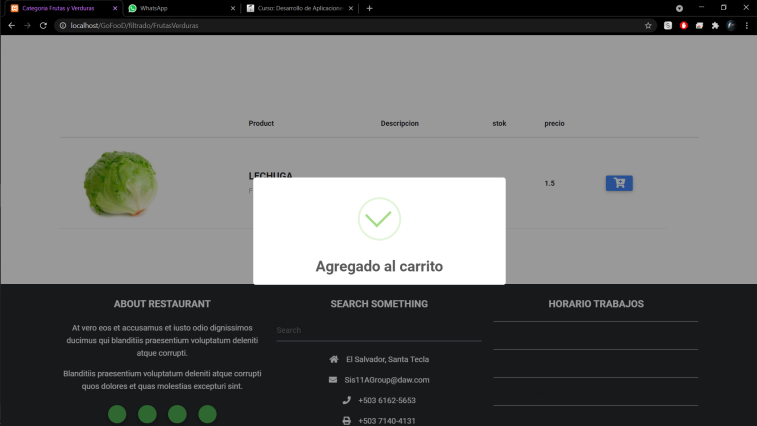 Categoria Frutas y Verduras
WhatsApp
Curso: Desarrollo de Aplicacione
localhost/GoFooD/filtrado/FrutasVerduras
Product Descripcion stok precio
LECHUGA
1.5
Agregado al carrito
ABOUT RESTAURANT
At vero eos et accusamus et iusto odio dignissimos
ducimus qui blanditiis praesentium voluptatum deleniti
atque corrupti.
Blanditiis praesentium voluptatum deleniti atque corrupti
quos dolores et quas molestias excepturi sint.
SEARCH SOMETHING
Search
El Salvador, Santa Tecla
Sis11AGroup@daw.com
+503 6162-5653
+503 7140-4131
HORARIO TRABAJOS